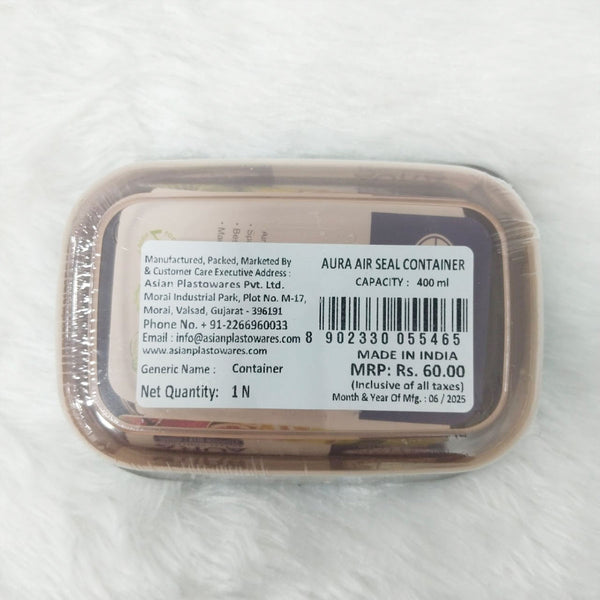 Manufactured, Packed, Marketed By
& Customer Care Executive Address :
Asian Plastowares Pvt. Ltd.
Morai Industrial Park, Plot No. M-17,
Morai, Valsad, Gujarat - 396191
Phone No. + 91-2266960033
Email : info@asianplastowares.com
www.asianplastowares.com
Generic Name : Container
Net Quantity: 1 N
AURA AIR SEAL CONTAINER
CAPACITY : 400 ml
8 902330 055465
MADE IN INDIA
MRP: Rs. 60.00
(Inclusive of all taxes)
Month & Year Of Mfg. : 06 / 2025